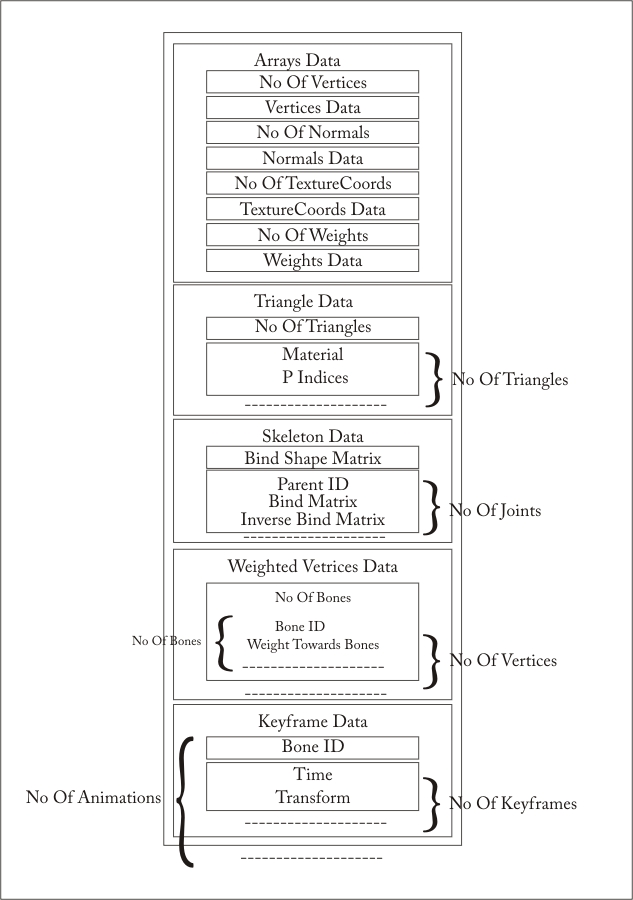 Arrays Data
No Of Vertices
Vertices Data
No Of Normals
Normals Data
No Of TextureCoords
TextureCoords Data
No Of Weights
Weights Data
Triangle Data
No Of Triangles
Material
P Indices
No Of Triangles
--------------------
Skeleton Data
Bind Shape Matrix
Parent ID
Bind Matrix
Inverse Bind Matrix
No Of Joints
--------------------
Weighted Vetrices Data
No Of Bones
Bone ID
No Of Bones
Weight Towards Bones
No Of Vertices
--------------------
--------------------
Keyframe Data
Bone ID
Time
Transform
No Of Animations
No Of Keyframes
--------------------
--------------------